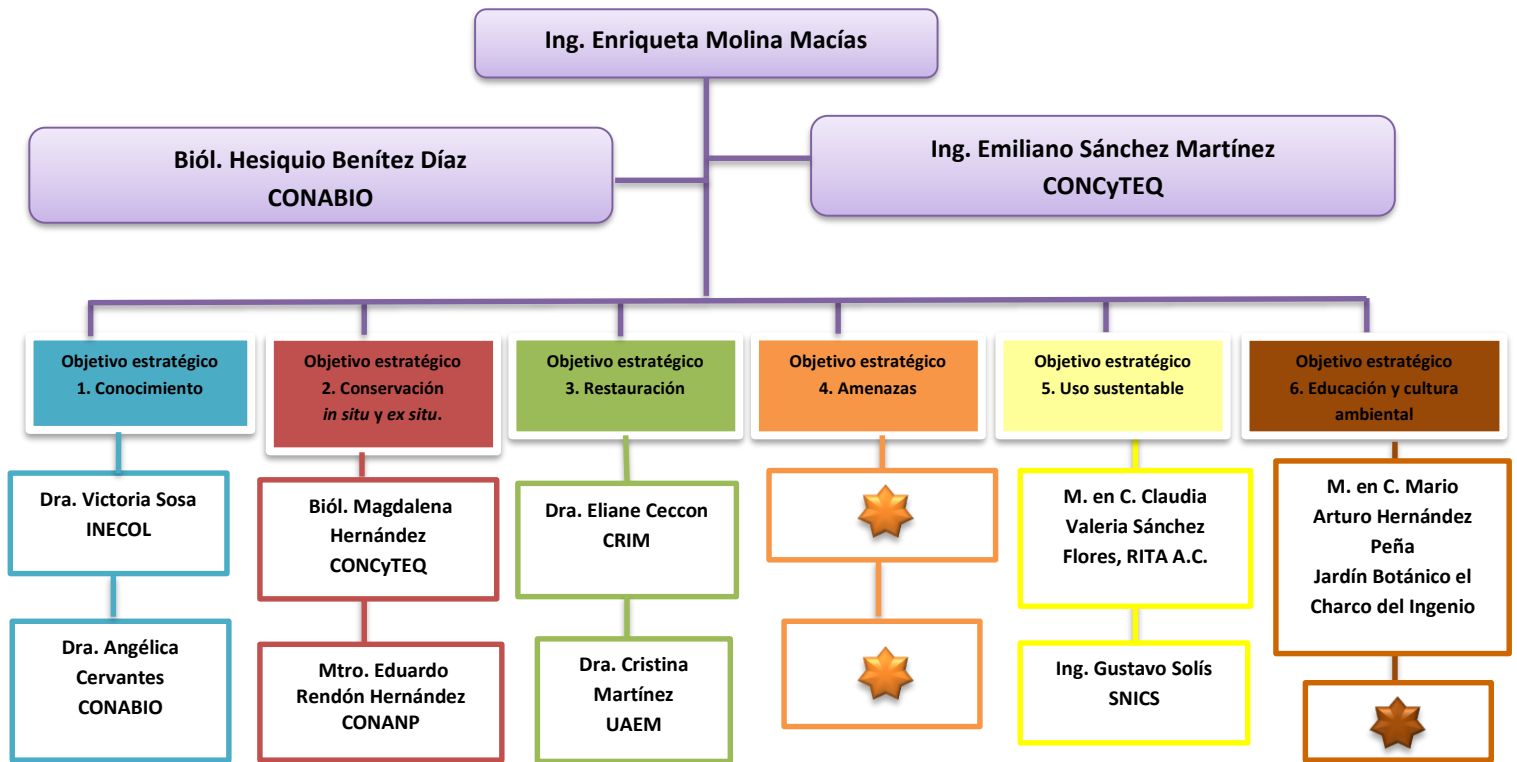 Ing. Enriqueta Molina Macías
Biól. Hesiquio Benítez Díaz
CONABIO
Ing. Emiliano Sánchez Martínez
CONCyTEQ
Objetivo estratégico
1. Conocimiento
Objetivo estratégico
2. Conservación
in situ y ex situ.
Objetivo estratégico
3. Restauración
Objetivo estratégico
4. Amenazas
Objetivo estratégico
5. Uso sustentable
Objetivo estratégico
6. Educación y cultura
ambiental
Dra. Victoria Sosa
INECOL
Biól. Magdalena
Hernández
CONCyTEQ
Dra. Eliane Ceccon
CRIM
M. en C. Claudia
Valeria Sánchez
Flores, RITA A.C.
M. en C. Mario
Arturo Hernández
Peña
Jardín Botánico el
Charco del Ingenio
Dra. Angélica
Cervantes
CONABIO
Mtro. Eduardo
Rendón Hernández
CONANP
Dra. Cristina
Martínez
UAEM
Ing. Gustavo Solís
SNICS